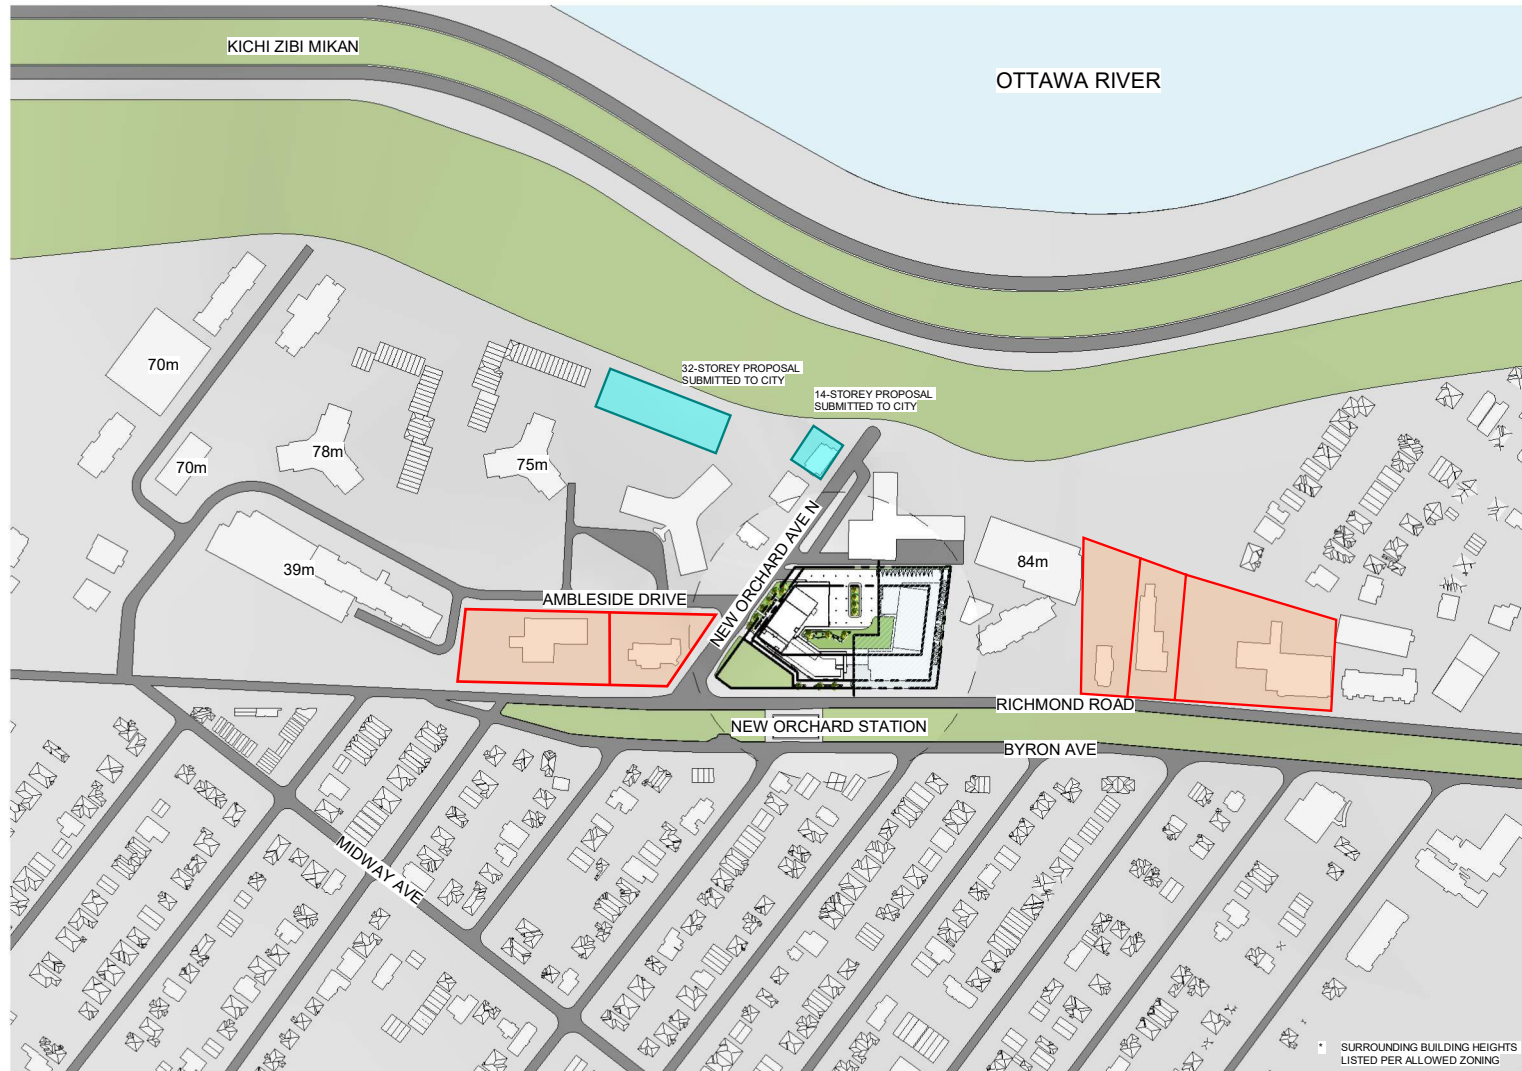 KICHI ZIBI MIKAN
OTTAWA RIVER
70m
32-STOREY PROPOSAL
SUBMITTED TO CITY
14-STOREY PROPOSAL
SUBMITTED TO CITY
78m
70m
75m
NEW ORCHARD AVE N
39m
84m
AMBLESIDE DRIVE
RICHMOND ROAD
NEW ORCHARD STATION
BYRON AVE
MIDWAY AVE
* SURROUNDING BUILDING HEIGHTS
LISTED PER ALLOWED ZONING